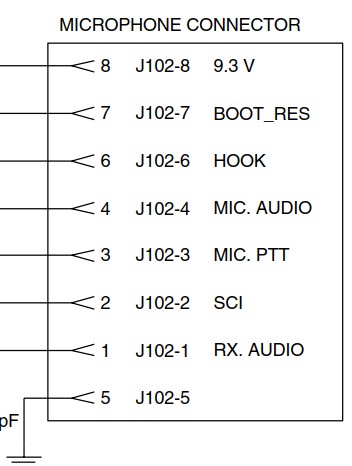 MICROPHONE CONNECTOR
8 J102-8 9.3 V
7 J102-7 BOOT_RES
6 J102-6 HOOK
4 J102-4 MIC. AUDIO
3 J102-3 MIC. PTT
2 J102-2 SCI
1 J102-1 RX. AUDIO
5 J102-5
pF